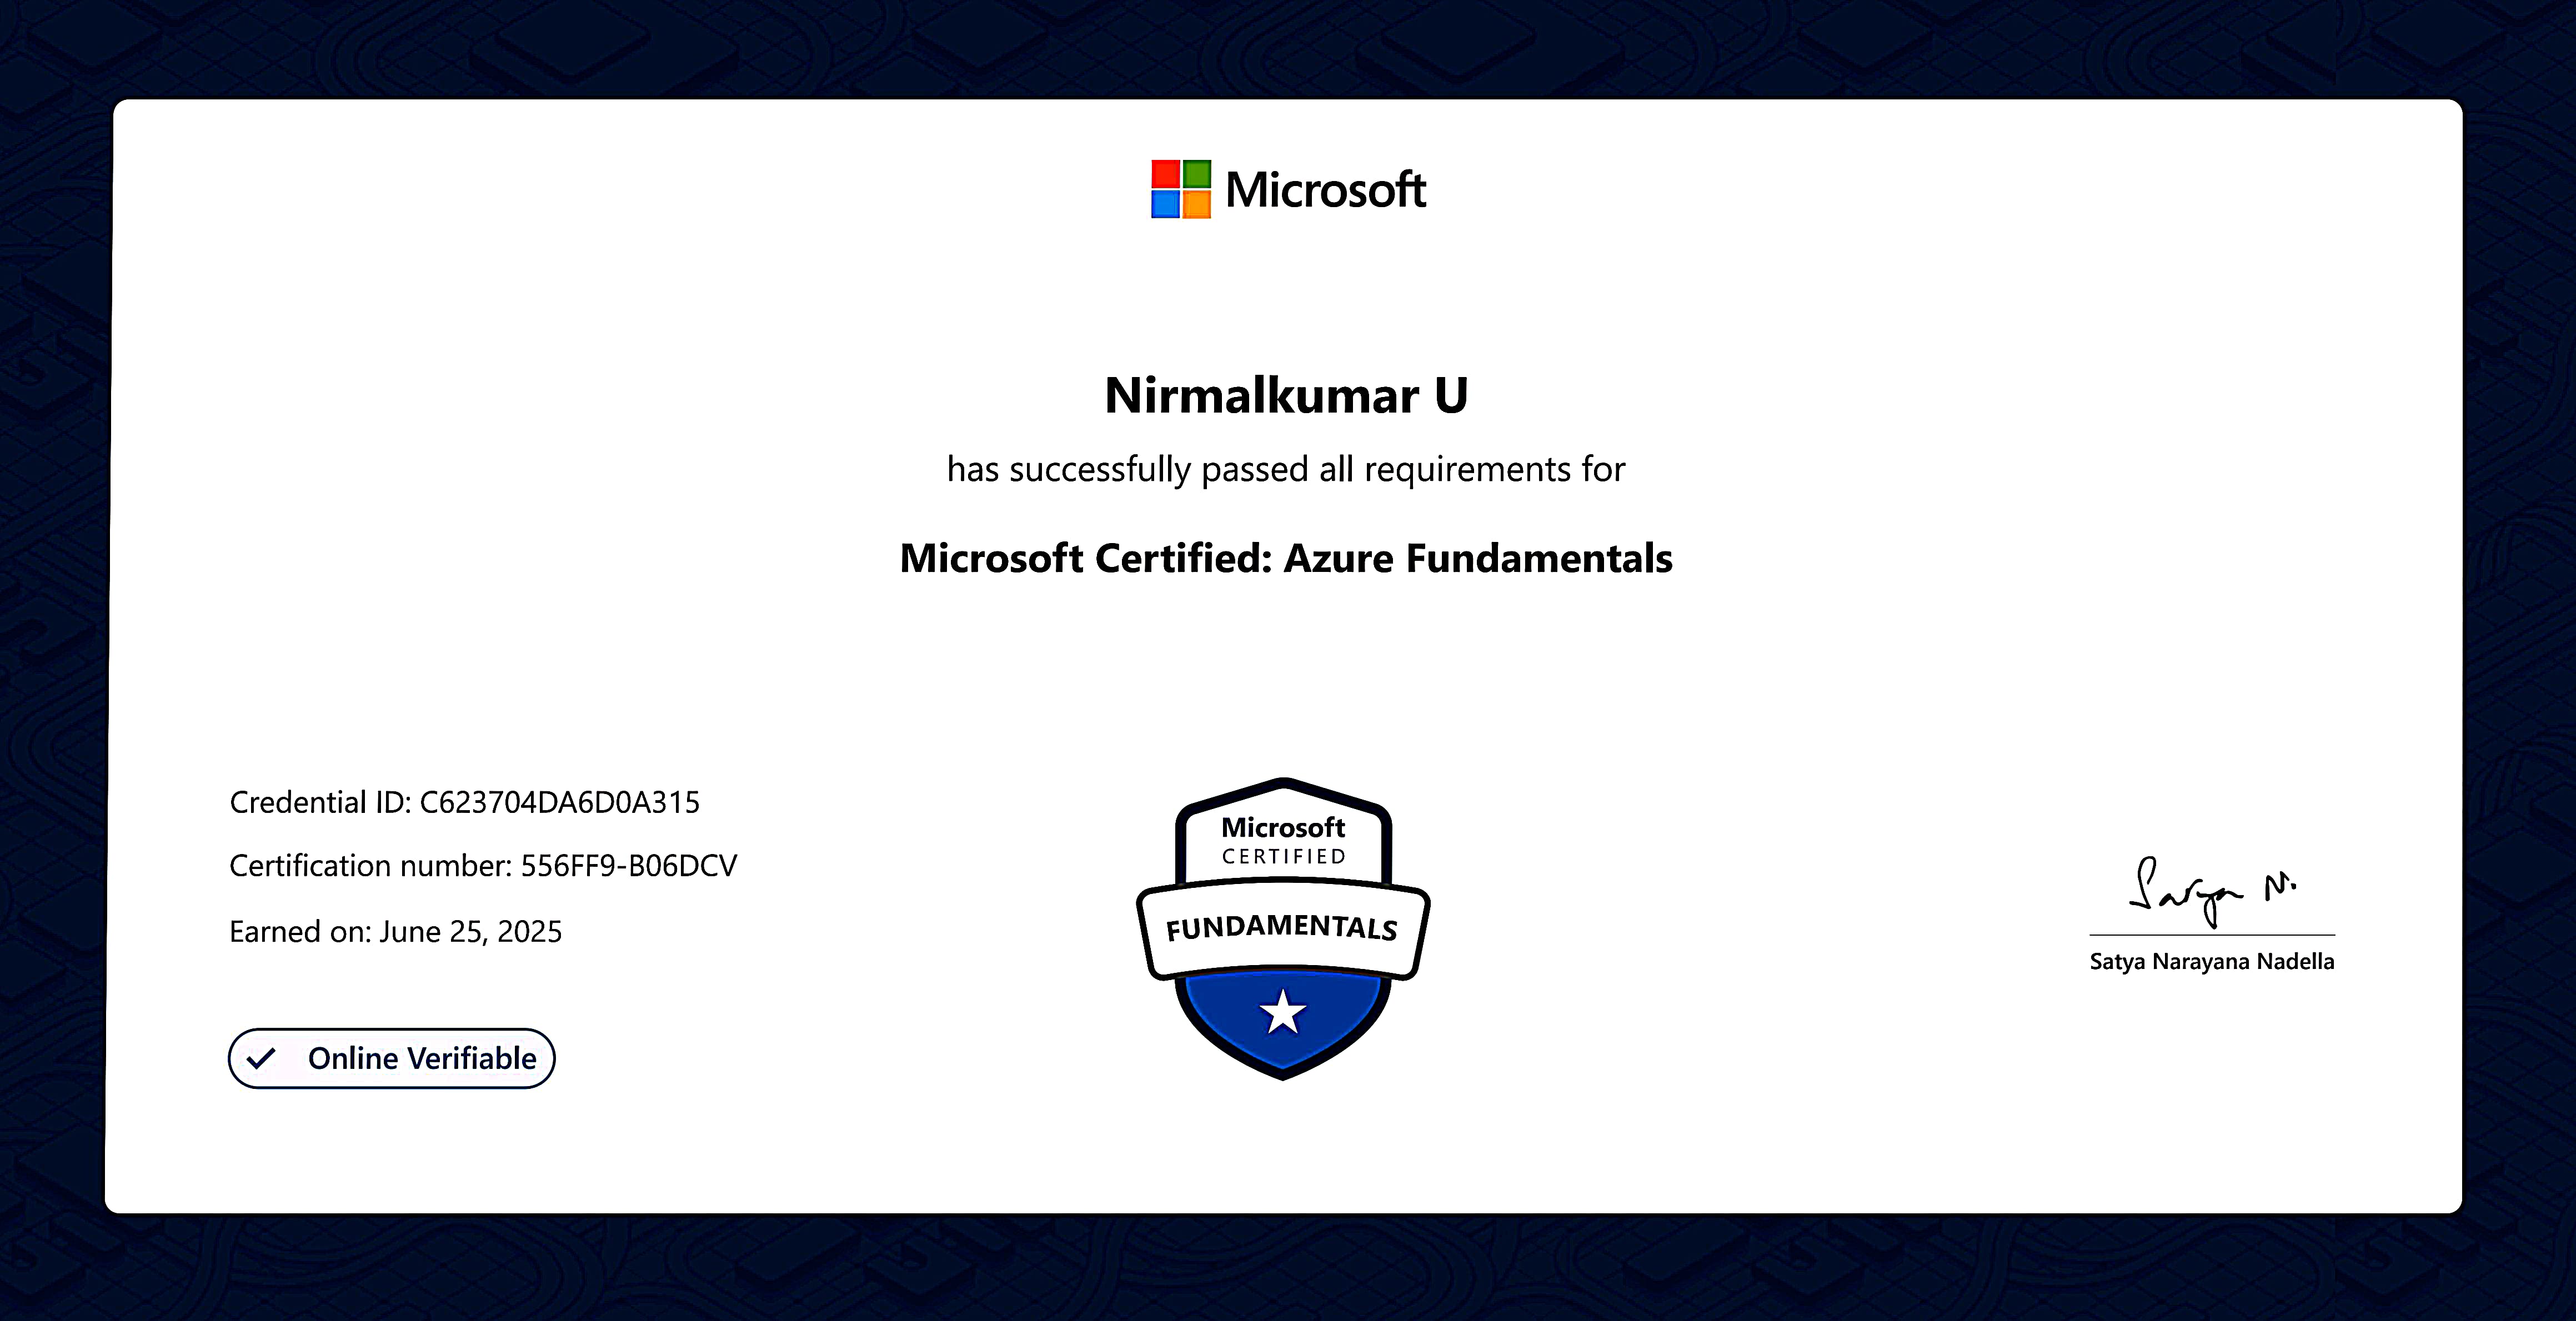 Microsoft
Nirmalkumar U
has successfully passed all requirements for
Microsoft Certified: Azure Fundamentals
Credential ID: C623704DA6D0A315
Certification number: 556FF9-B06DCV
Earned on: June 25, 2025
Online Verifiable
Microsoft
CERTIFIED
FUNDAMENTALS
Satya N.
Satya Narayana Nadella